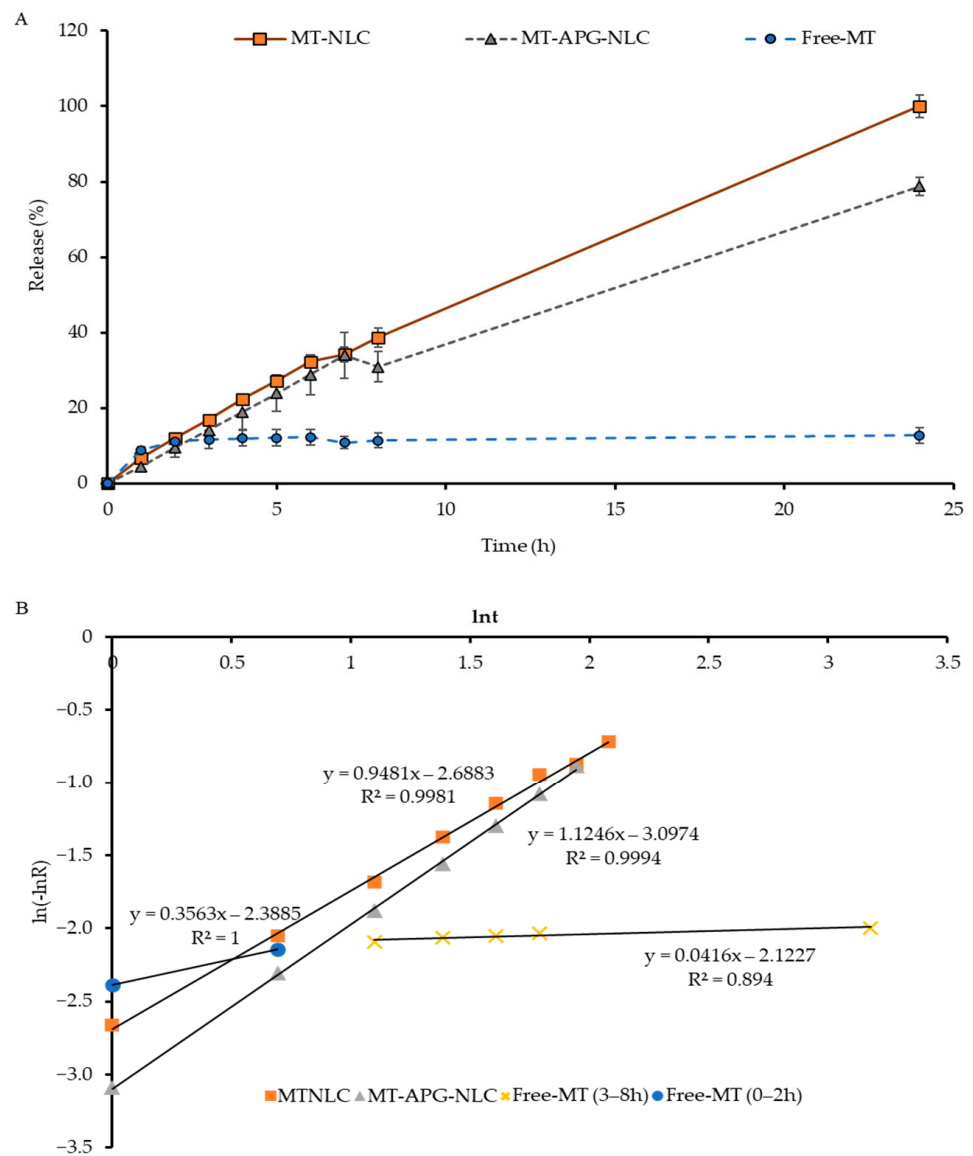 A
120
MT-NLC MT-APG-NLC Free-MT
100
80
60
40
20
0
Release (%)
0 5 10 15 20 25
Time (h)
B
lnt
0
0 0.5 1 1.5 2 2.5 3 3.5
−0.5
−1.0
y = 0.9481x – 2.6883
R² = 0.9981
−1.5
y = 1.1246x – 3.0974
R² = 0.9994
ln(-lnR)
−2.0
y = 0.3563x – 2.3885
R² = 1
y = 0.0416x – 2.1227
R² = 0.894
−2.5
−3.0
MTNLC MT-APG-NLC Free-MT (3–8h) Free-MT (0–2h)
−3.5